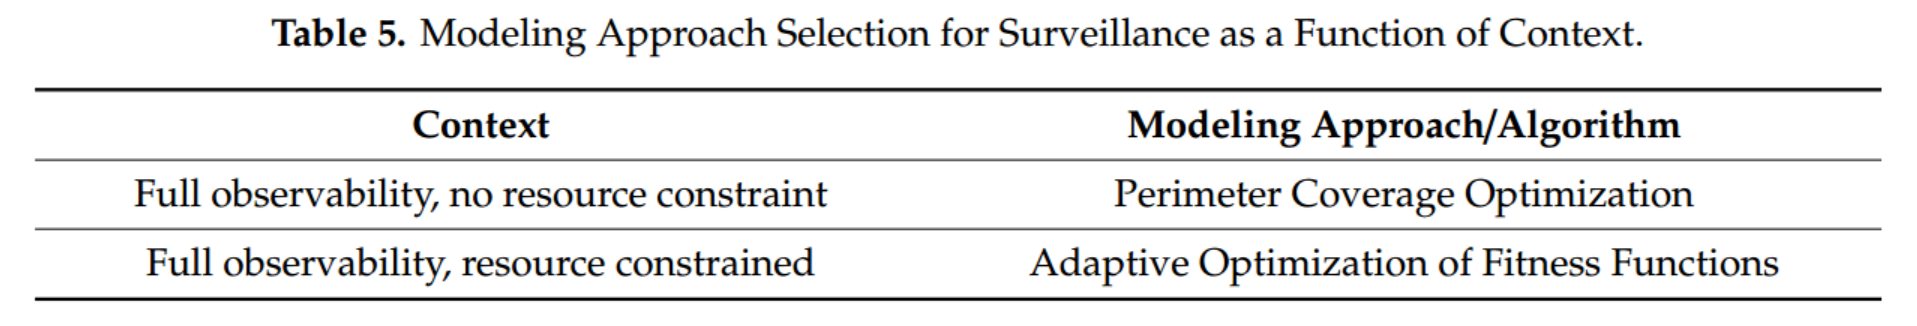 Table 5. Modeling Approach Selection for Surveillance as a Function of Context.
Context Modeling Approach/Algorithm
Full observability, no resource constraint Perimeter Coverage Optimization
Full observability, resource constrained Adaptive Optimization of Fitness Functions